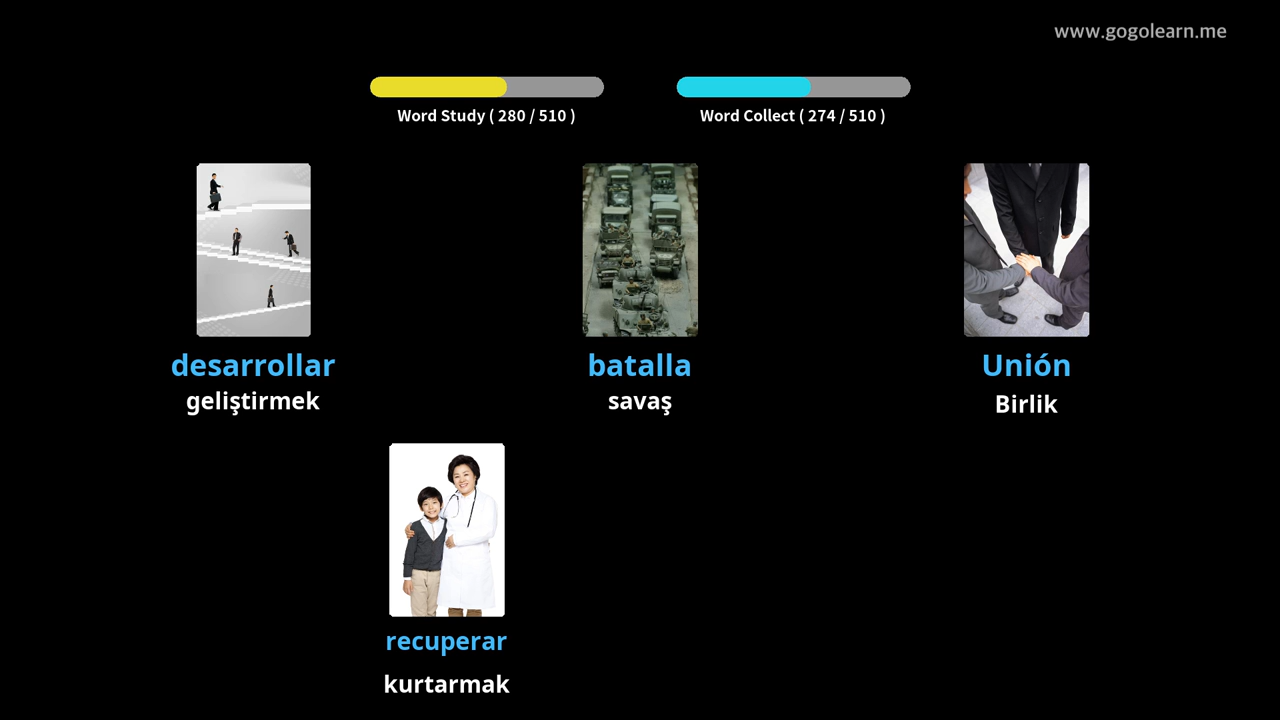 www.gogolearn.me
Word Study ( 280 / 510 )
Word Collect ( 274 / 510 )
desarrollar
geliştirmek
batalla
savaş
Unión
Birlik
recuperar
kurtarmak